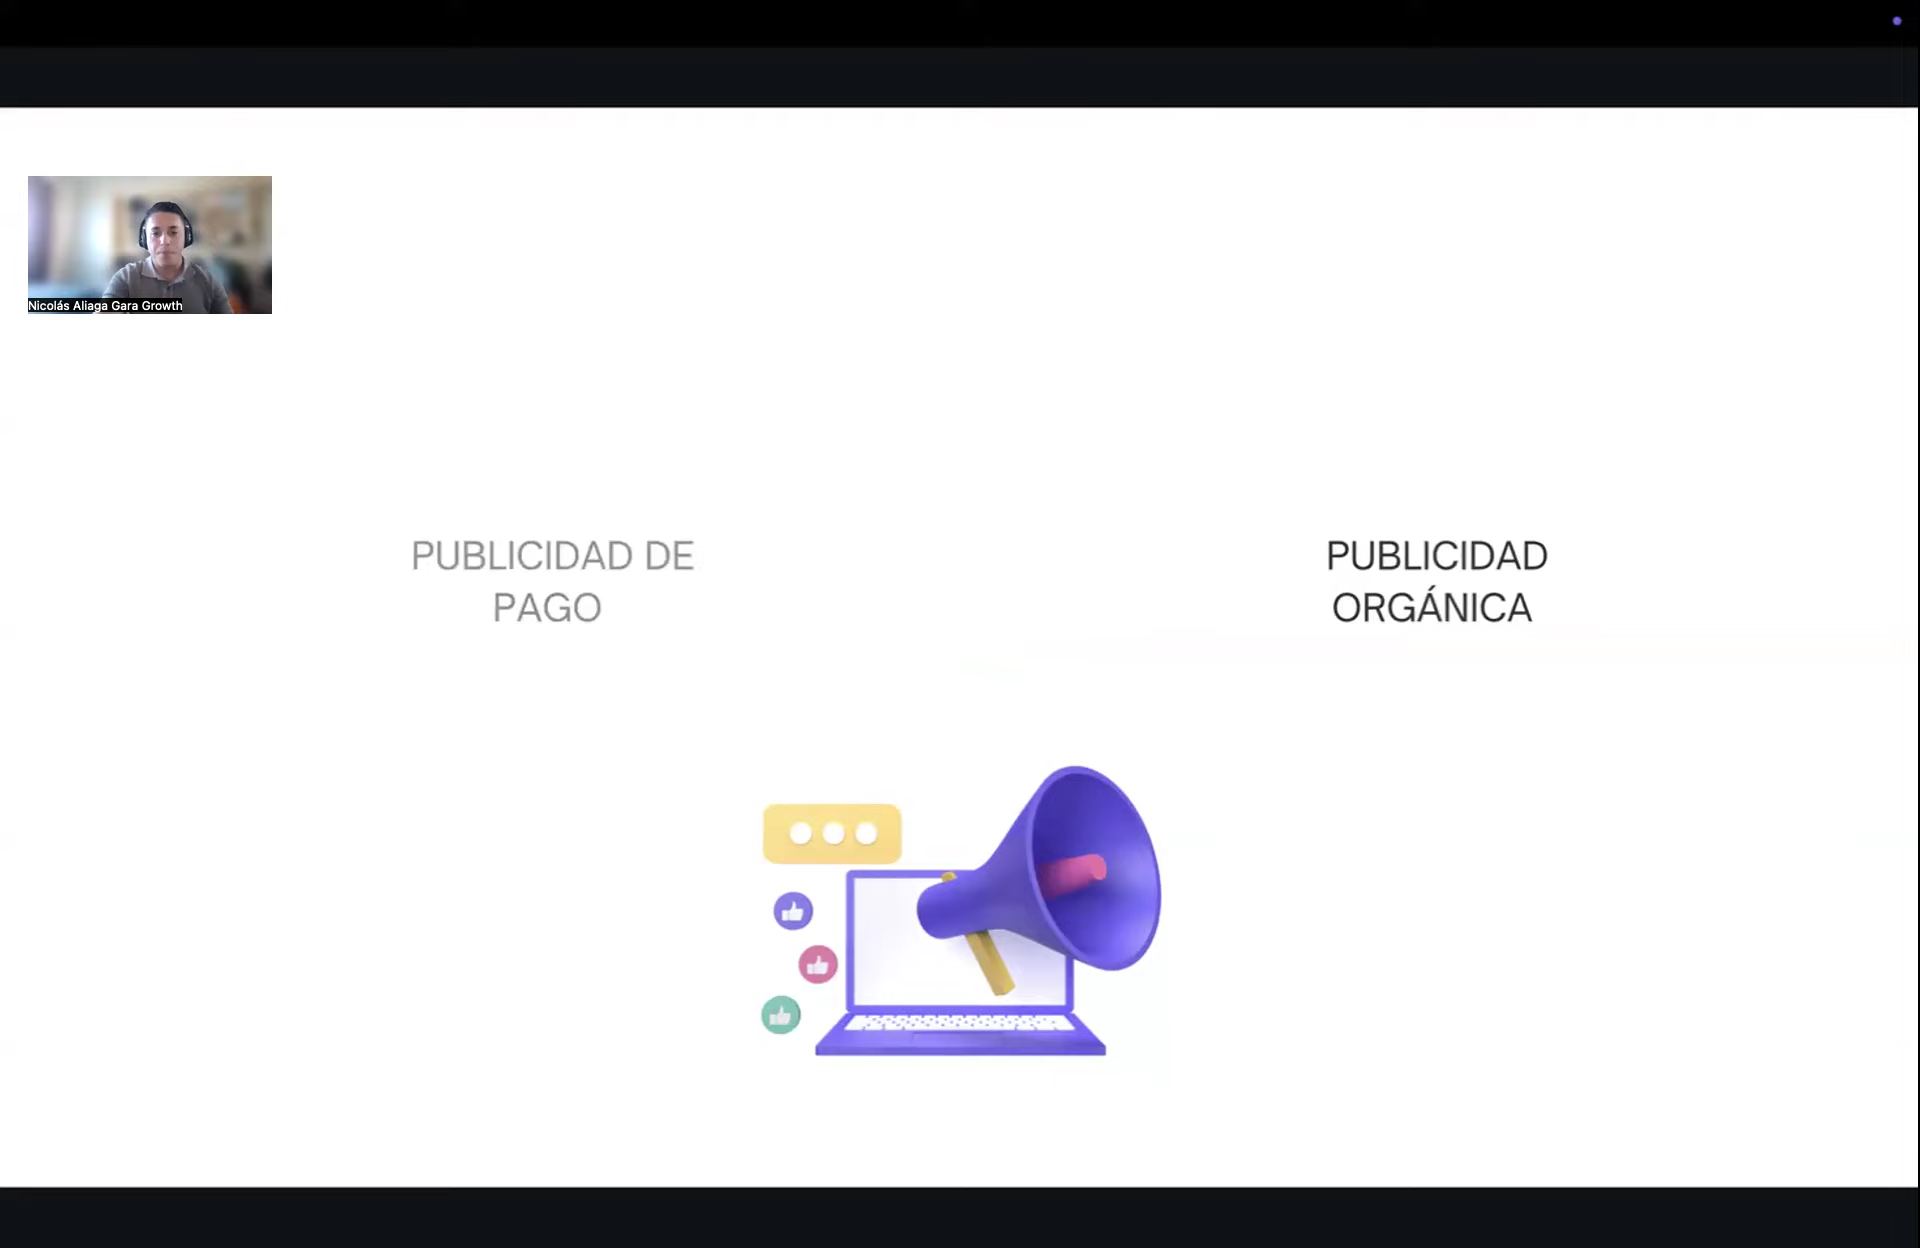 Nicolás Aliaga Gara Growth
PUBLICIDAD DE
PAGO
PUBLICIDAD
ORGÁNICA